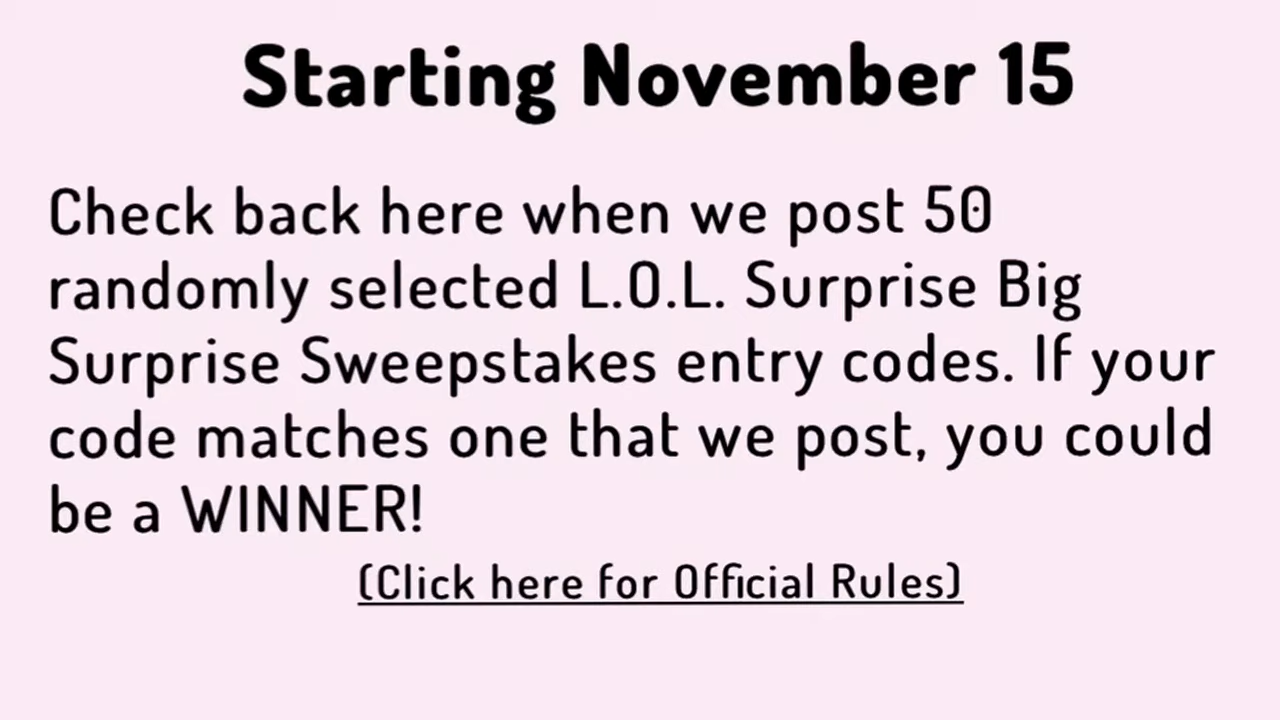 Starting November 15
Check back here when we post 50
randomly selected L.O.L. Surprise Big
Surprise Sweepstakes entry codes. If your
code matches one that we post, you could
be a WINNER!
(Click here for Official Rules)